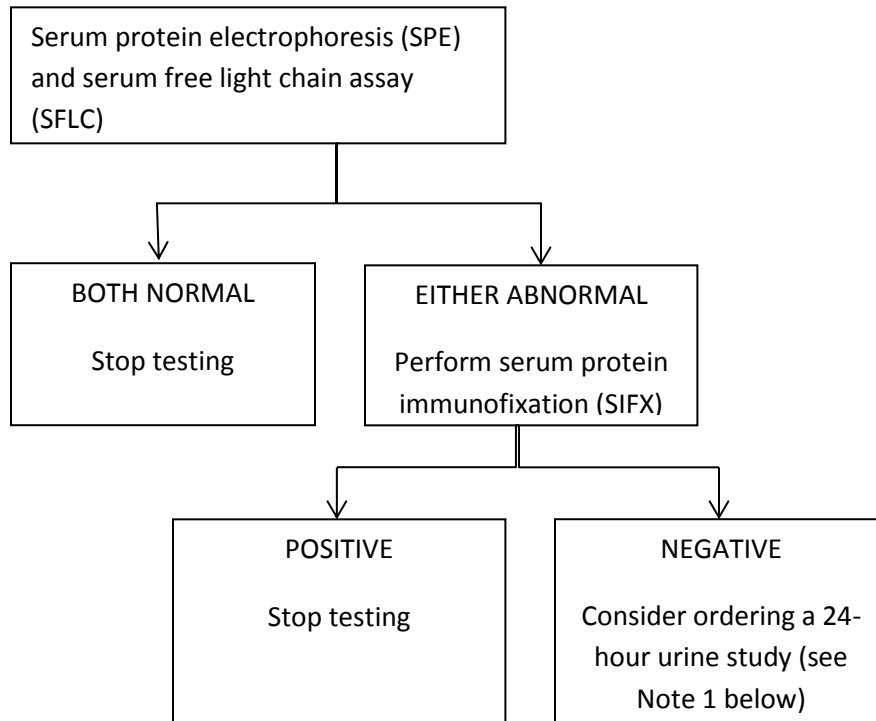 Serum protein electrophoresis (SPE)
and serum free light chain assay
(SFLC)
BOTH NORMAL
Stop testing
EITHER ABNORMAL
Perform serum protein
immunofixation (SIFX)
POSITIVE
Stop testing
NEGATIVE
Consider ordering a 24-
hour urine study (see
Note 1 below)